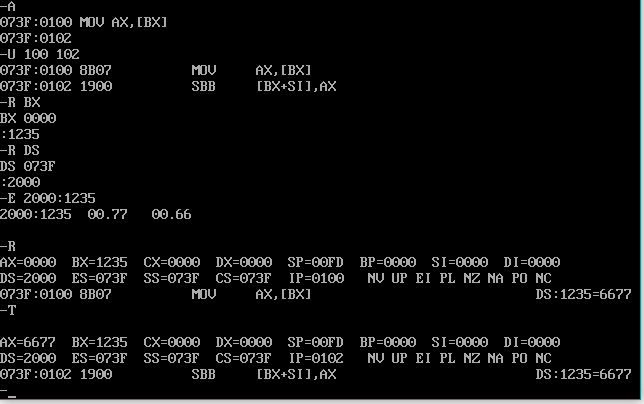 -A
073F:0100 MOV AX,[BX]
073F:0102
-U 100 102
073F:0100 8B07          MOV     AX,[BX]
073F:0102 1900          SBB     [BX+SI],AX
-R BX
BX 0000
:1235
-R DS
DS 073F
:2000
-E 2000:1235
2000:1235  00.77   00.66
-R
AX=0000  BX=1235  CX=0000  DX=0000  SP=00FD  BP=0000  SI=0000  DI=0000
DS=2000  ES=073F  SS=073F  CS=073F  IP=0100   NV UP EI PL NZ NA PO NC
073F:0100 8B07          MOV     AX,[BX]                            DS:1235=6677
-T
AX=6677  BX=1235  CX=0000  DX=0000  SP=00FD  BP=0000  SI=0000  DI=0000
DS=2000  ES=073F  SS=073F  CS=073F  IP=0102   NV UP EI PL NZ NA PO NC
073F:0102 1900          SBB     [BX+SI],AX                         DS:1235=6677
-_